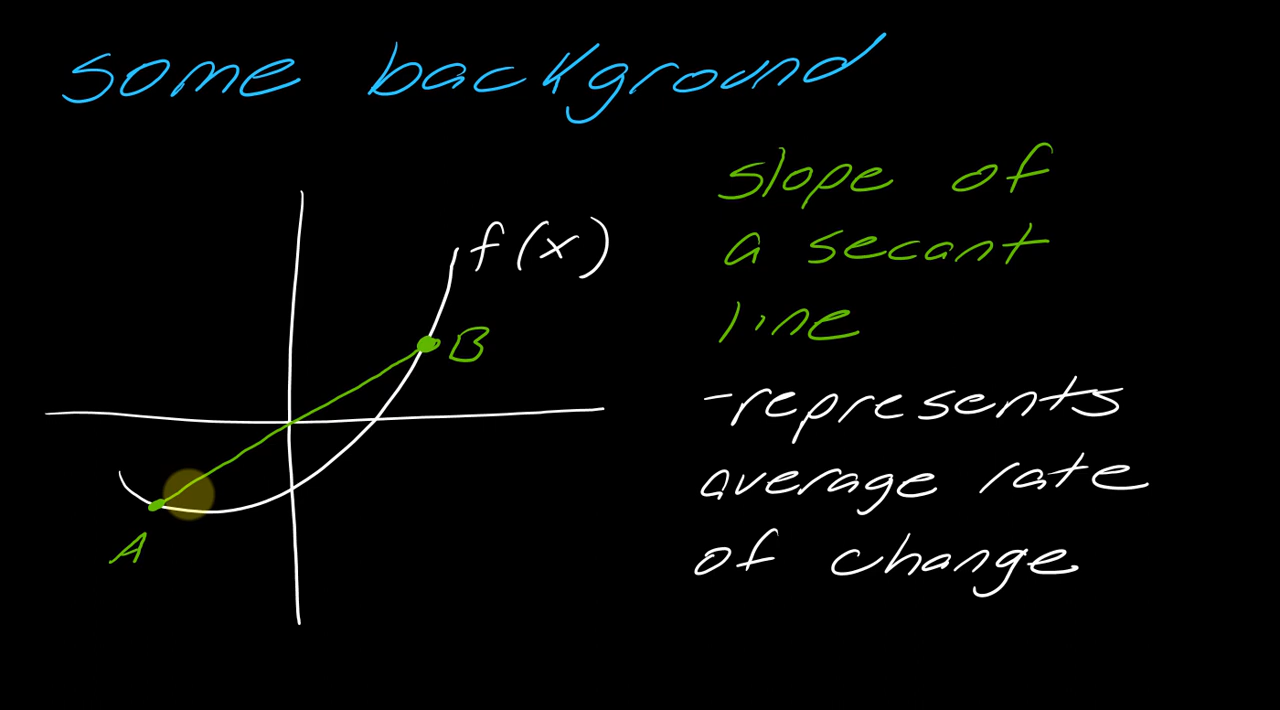 some background
f(x)
B
A
slope of
a secant
line
-represents
average rate
of change